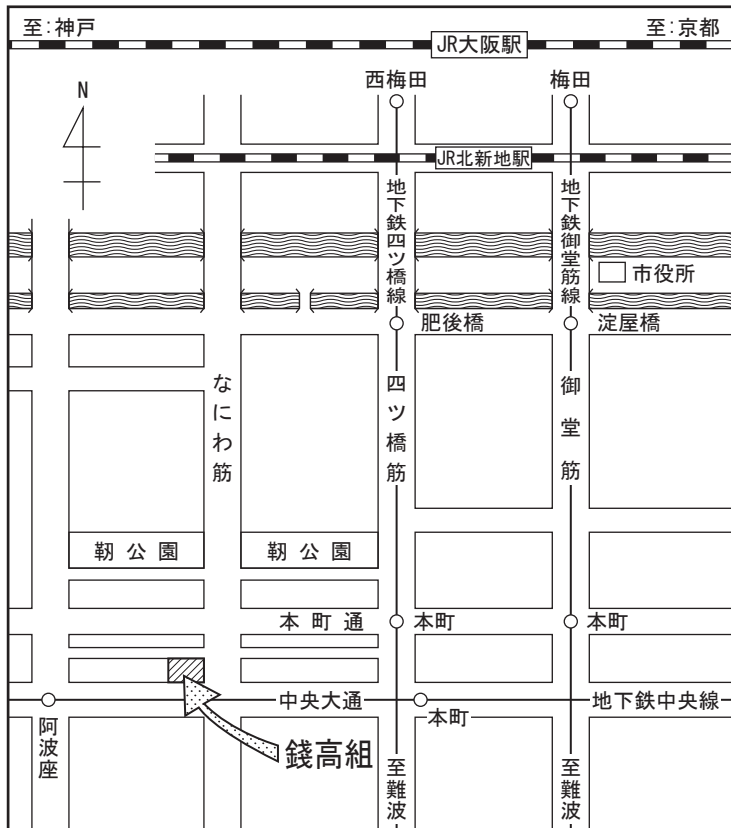 至：神戸
至：京都
JR大阪駅
N
西梅田
梅田
JR北新地駅
地下鉄四ツ橋線
地下鉄御堂筋線
市役所
肥後橋
淀屋橋
なにわ筋
四ツ橋筋
御堂筋
靭公園
靭公園
本町通
本町
本町
中央大通
地下鉄中央線
本町
阿波座
錢高組
至難波
至難波